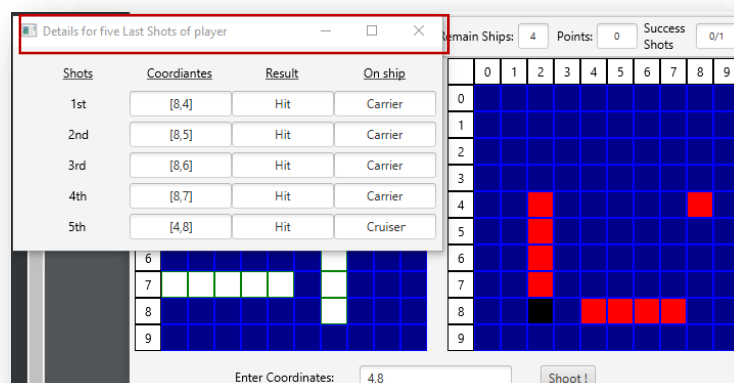 Details for five Last Shots of player
Remain Ships: 4 Points: 0 Success Shots 0/1
Shots Coordiantes Result On ship
1st [8,4] Hit Carrier
2nd [8,5] Hit Carrier
3rd [8,6] Hit Carrier
4th [8,7] Hit Carrier
5th [4,8] Hit Cruiser
0 1 2 3 4 5 6 7 8 9
0
1
2
3
4
5
6
7
8
9
6
7
8
9
Enter Coordinates: 4,8 Shoot !